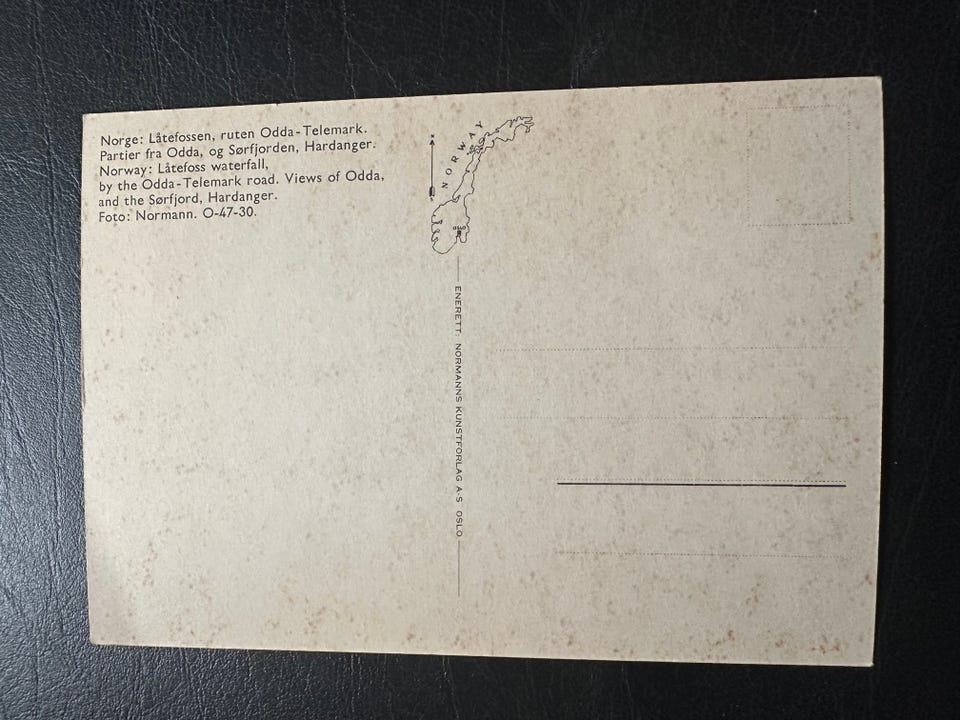 Norge: Låtefossen, ruten Odda-Telemark.
Partier fra Odda, og Sørfjorden, Hardanger.
Norway: Låtefoss waterfall,
by the Odda-Telemark road. Views of Odda,
and the Sørfjord, Hardanger.
Foto: Normann. O-47-30.
NORWAY
OSLO
ENERETT: NORMANNS KUNSTFORLAG A-S OSLO